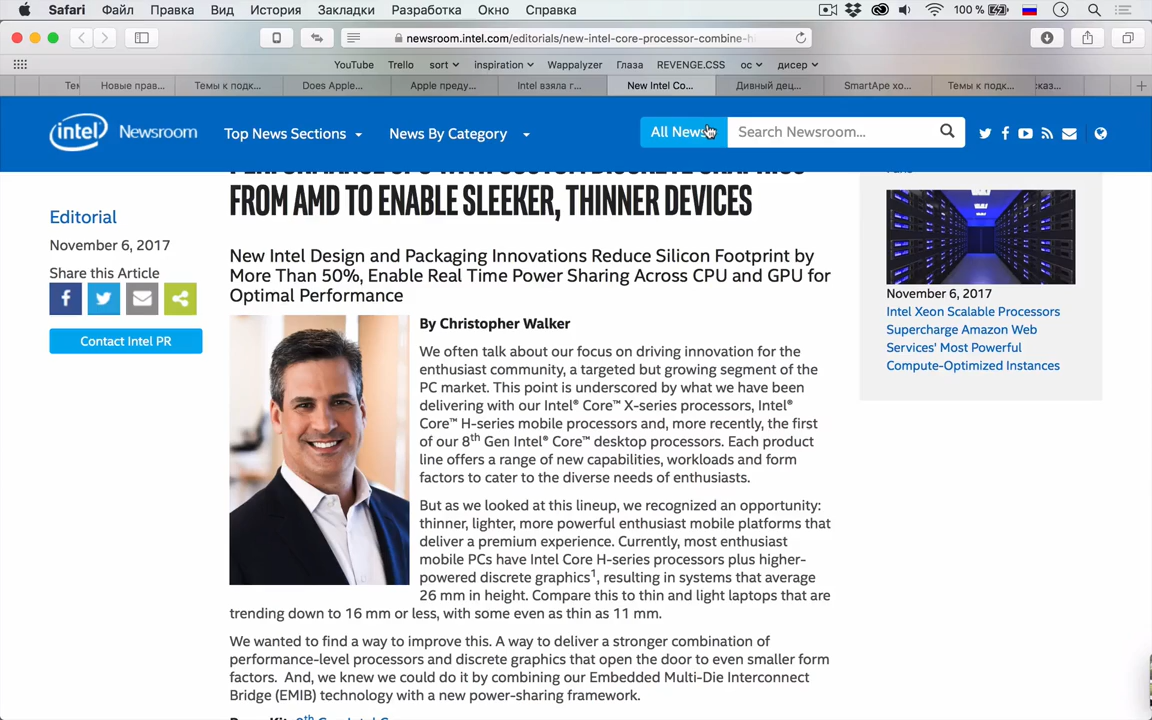 Safari Файл Правка Вид История Закладки Разработка Окно Справка 100 %
newsroom.intel.com/editorials/new-intel-core-processor-combine-h
YouTube Trello sort inspiration Wappalyzer Глаза REVENGE.CSS ос дисер
Тем Новые прав... Темы к подк... Does Apple... Apple преду... Intel взяла г... New Intel Co... Дивный дец... SmartApe хо... Темы к подк... сказ...
intel Newsroom Top News Sections News By Category All News Search Newsroom...
FROM AMD TO ENABLE SLEEKER, THINNER DEVICES
Editorial
November 6, 2017
Share this Article
Contact Intel PR
New Intel Design and Packaging Innovations Reduce Silicon Footprint by
More Than 50%, Enable Real Time Power Sharing Across CPU and GPU for
Optimal Performance
By Christopher Walker
We often talk about our focus on driving innovation for the
enthusiast community, a targeted but growing segment of the
PC market. This point is underscored by what we have been
delivering with our Intel® Core™ X-series processors, Intel®
Core™ H-series mobile processors and, more recently, the first
of our 8th Gen Intel® Core™ desktop processors. Each product
line offers a range of new capabilities, workloads and form
factors to cater to the diverse needs of enthusiasts.
But as we looked at this lineup, we recognized an opportunity:
thinner, lighter, more powerful enthusiast mobile platforms that
deliver a premium experience. Currently, most enthusiast
mobile PCs have Intel Core H-series processors plus higher-
powered discrete graphics1, resulting in systems that average
26 mm in height. Compare this to thin and light laptops that are
trending down to 16 mm or less, with some even as thin as 11 mm.
We wanted to find a way to improve this. A way to deliver a stronger combination of
performance-level processors and discrete graphics that open the door to even smaller form
factors. And, we knew we could do it by combining our Embedded Multi-Die Interconnect
Bridge (EMIB) technology with a new power-sharing framework.
November 6, 2017
Intel Xeon Scalable Processors
Supercharge Amazon Web
Services' Most Powerful
Compute-Optimized Instances